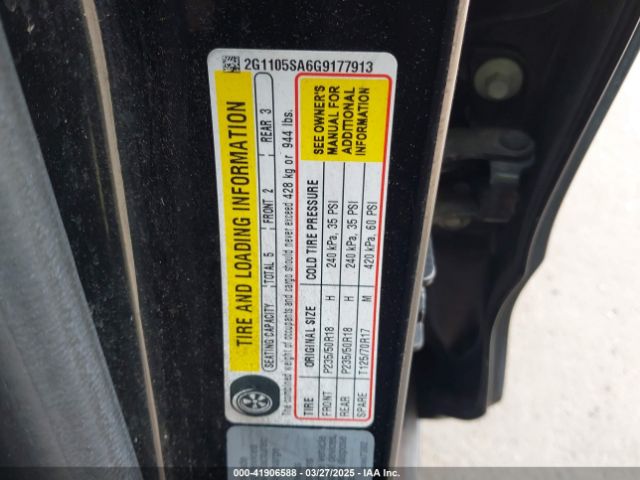 2G1105SA6G9177913
TIRE AND LOADING INFORMATION
SEATING CAPACITY | TOTAL 5 | FRONT 2 | REAR 3
The combined weight of occupants and cargo should never exceed 428 kg or 944 lbs.
TIRE ORIGINAL SIZE COLD TIRE PRESSURE
FRONT P235/50R18 H 240 kPa, 35 PSI
REAR P235/50R18 H 240 kPa, 35 PSI
SPARE T125/70R17 M 420 kPa, 60 PSI
SEE OWNER'S
MANUAL FOR
ADDITIONAL
INFORMATION
000-41906588 — 03/27/2025 — IAA Inc.